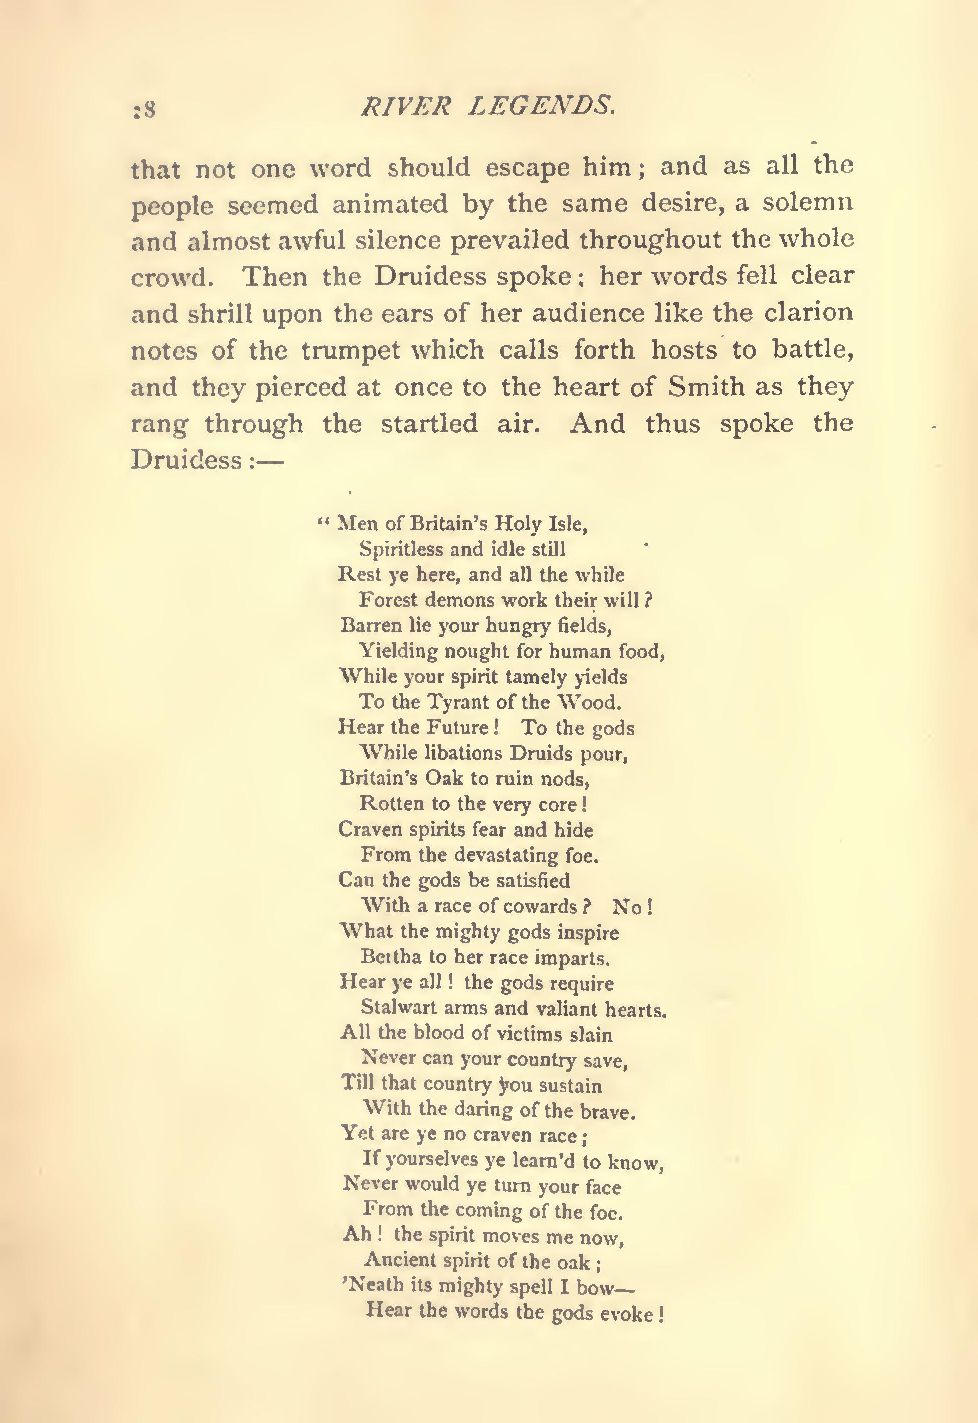 :8 RIVER LEGENDS.
that not one word should escape him; and as all the
people seemed animated by the same desire, a solemn
and almost awful silence prevailed throughout the whole
crowd. Then the Druidess spoke; her words fell clear
and shrill upon the ears of her audience like the clarion
notes of the trumpet which calls forth hosts to battle,
and they pierced at once to the heart of Smith as they
rang through the startled air. And thus spoke the
Druidess:—
“Men of Britain’s Holy Isle,
Spiritless and idle still
Rest ye here, and all the while
Forest demons work their will?
Barren lie your hungry fields,
Yielding nought for human food,
While your spirit tamely yields
To the Tyrant of the Wood.
Hear the Future! To the gods
While libations Druids pour,
Britain’s Oak to ruin nods,
Rotten to the very core!
Craven spirits fear and hide
From the devastating foe.
Can the gods be satisfied
With a race of cowards? No!
What the mighty gods inspire
Bertha to her race imparts.
Hear ye all! the gods require
Stalwart arms and valiant hearts.
All the blood of victims slain
Never can your country save,
Till that country you sustain
With the daring of the brave.
Yet are ye no craven race;
If yourselves ye learn’d to know,
Never would ye turn your face
From the coming of the foe.
Ah! the spirit moves me now,
Ancient spirit of the oak;
’Neath its mighty spell I bow—
Hear the words the gods evoke!